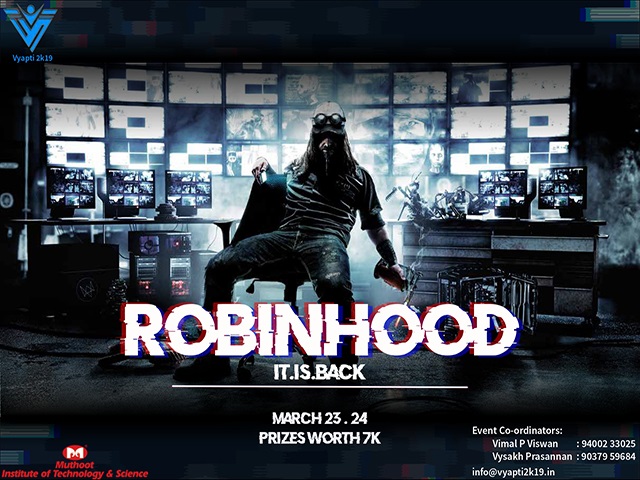 Vyapti 2k19
ROBINHOOD
IT.IS.BACK
MARCH 23 . 24
PRIZES WORTH 7K
Muthoot
Institute of Technology & Science
Event Co-ordinators:
Vimal P Viswan : 94002 33025
Vysakh Prasannan : 90379 59684
info@vyapti2k19.in